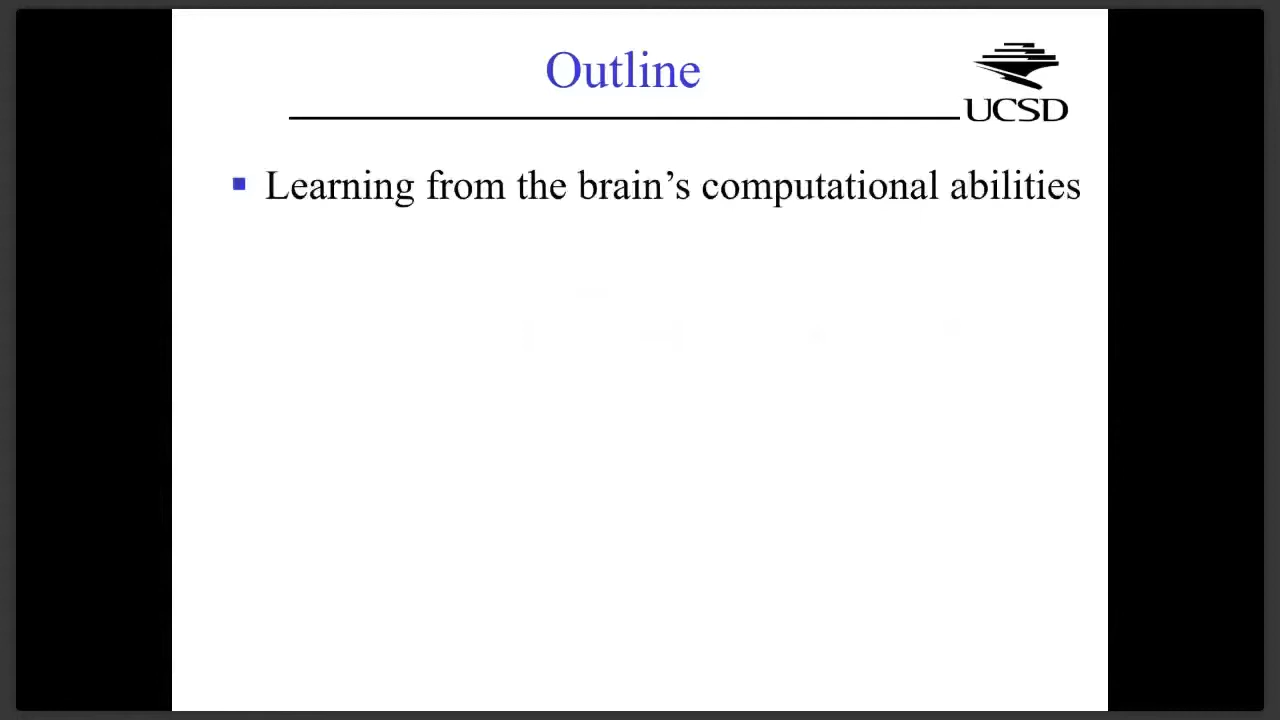 Outline
UCSD
Learning from the brain’s computational abilities